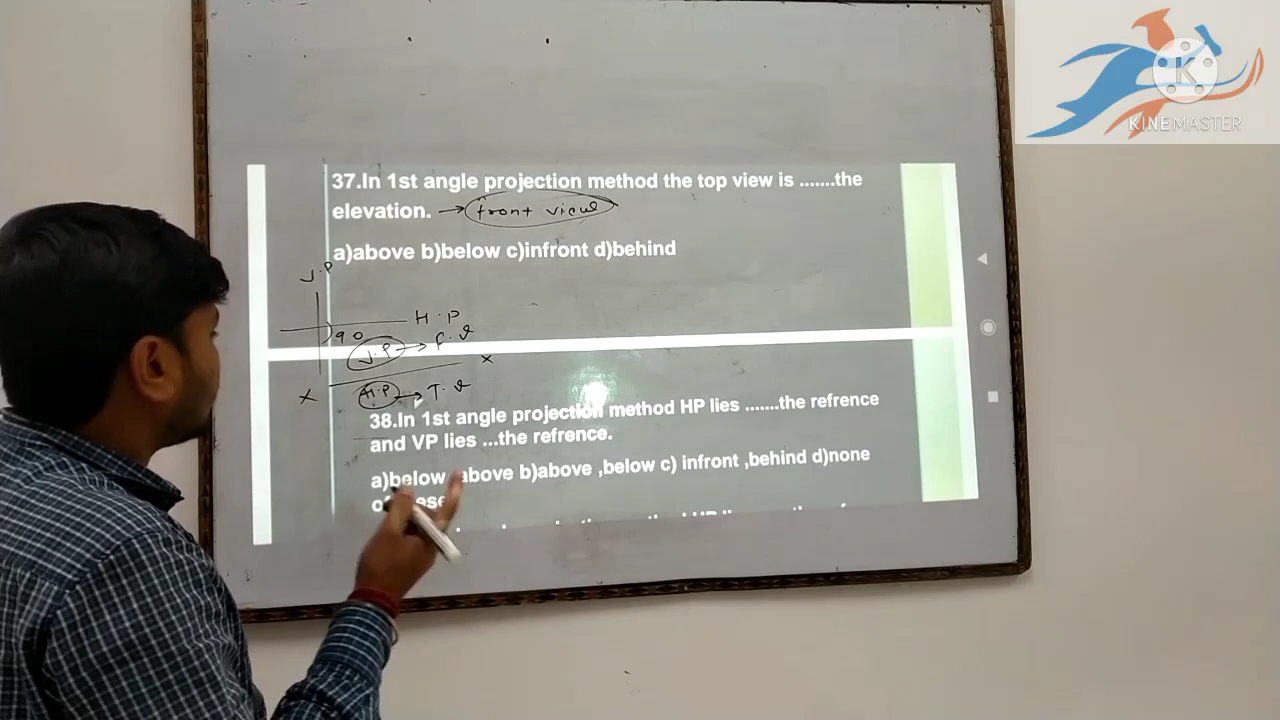 37.In 1st angle projection method the top view is .......the
elevation. → front view
a)above b)below c)infront d)behind
V.P
H.P
90
V.P → F.V
X X
H.P → T.V
38.In 1st angle projection method HP lies .......the refrence
and VP lies ...the refrence.
a)below above b)above ,below c) infront ,behind d)none
KINEMASTER